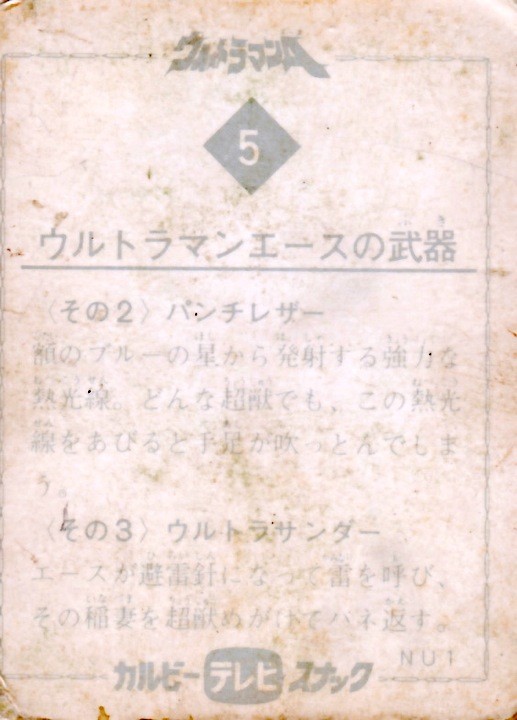 ウルトラマンA
5
ウルトラマンエースの武器
〈その2〉パンチレザー
額のブルーの星から発射する強力な
熱光線。どんな超獣でも、この熱光
線をあびると手足が吹っとんでしま
う。
〈その3〉ウルトラサンダー
エースが避雷針になって雷を呼び、
その稲妻を超獣めがけてハネ返す。
NU1
カルビーテレビスナック